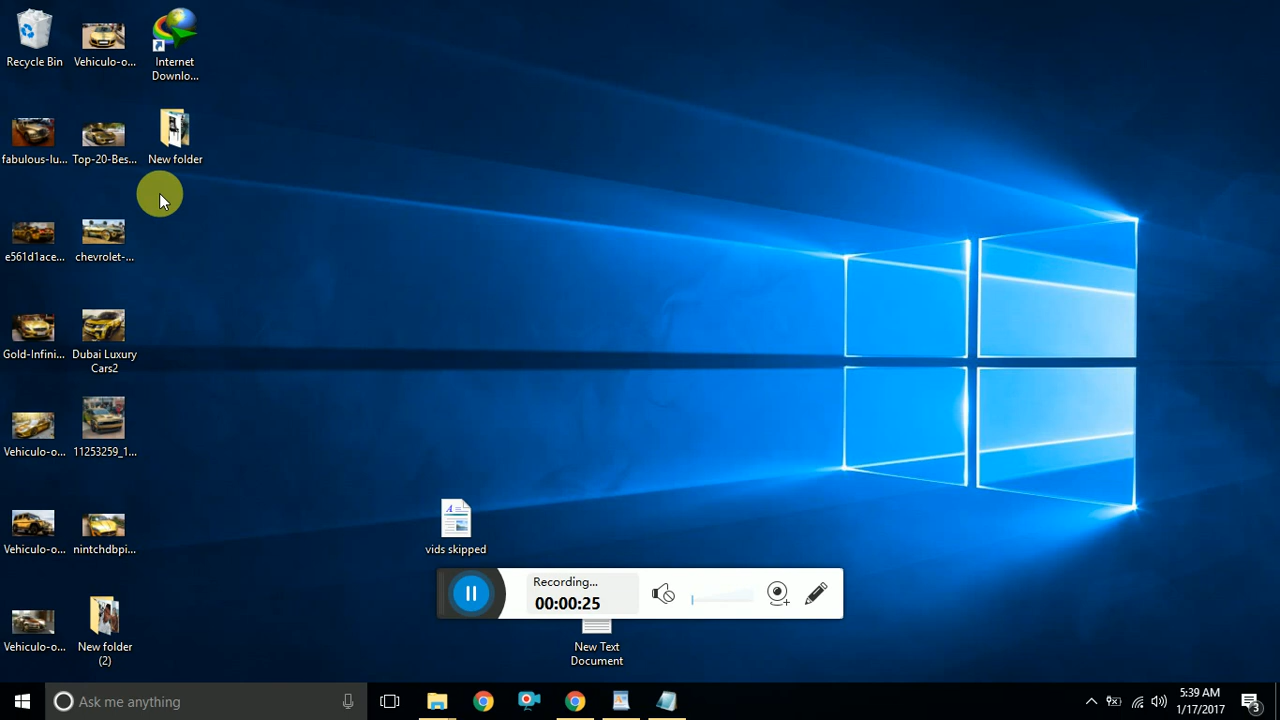 Recycle Bin
Vehiculo-o...
Internet
Downlo...
fabulous-lu...
Top-20-Bes...
New folder
e561d1ace...
chevrolet-...
Gold-Infini...
Dubai Luxury
Cars2
Vehiculo-o...
11253259_1...
Vehiculo-o...
nintchdbpi...
vids skipped
Recording...
00:00:25
Vehiculo-o...
New folder
(2)
New Text
Document
Ask me anything
5:39 AM
1/17/2017
3